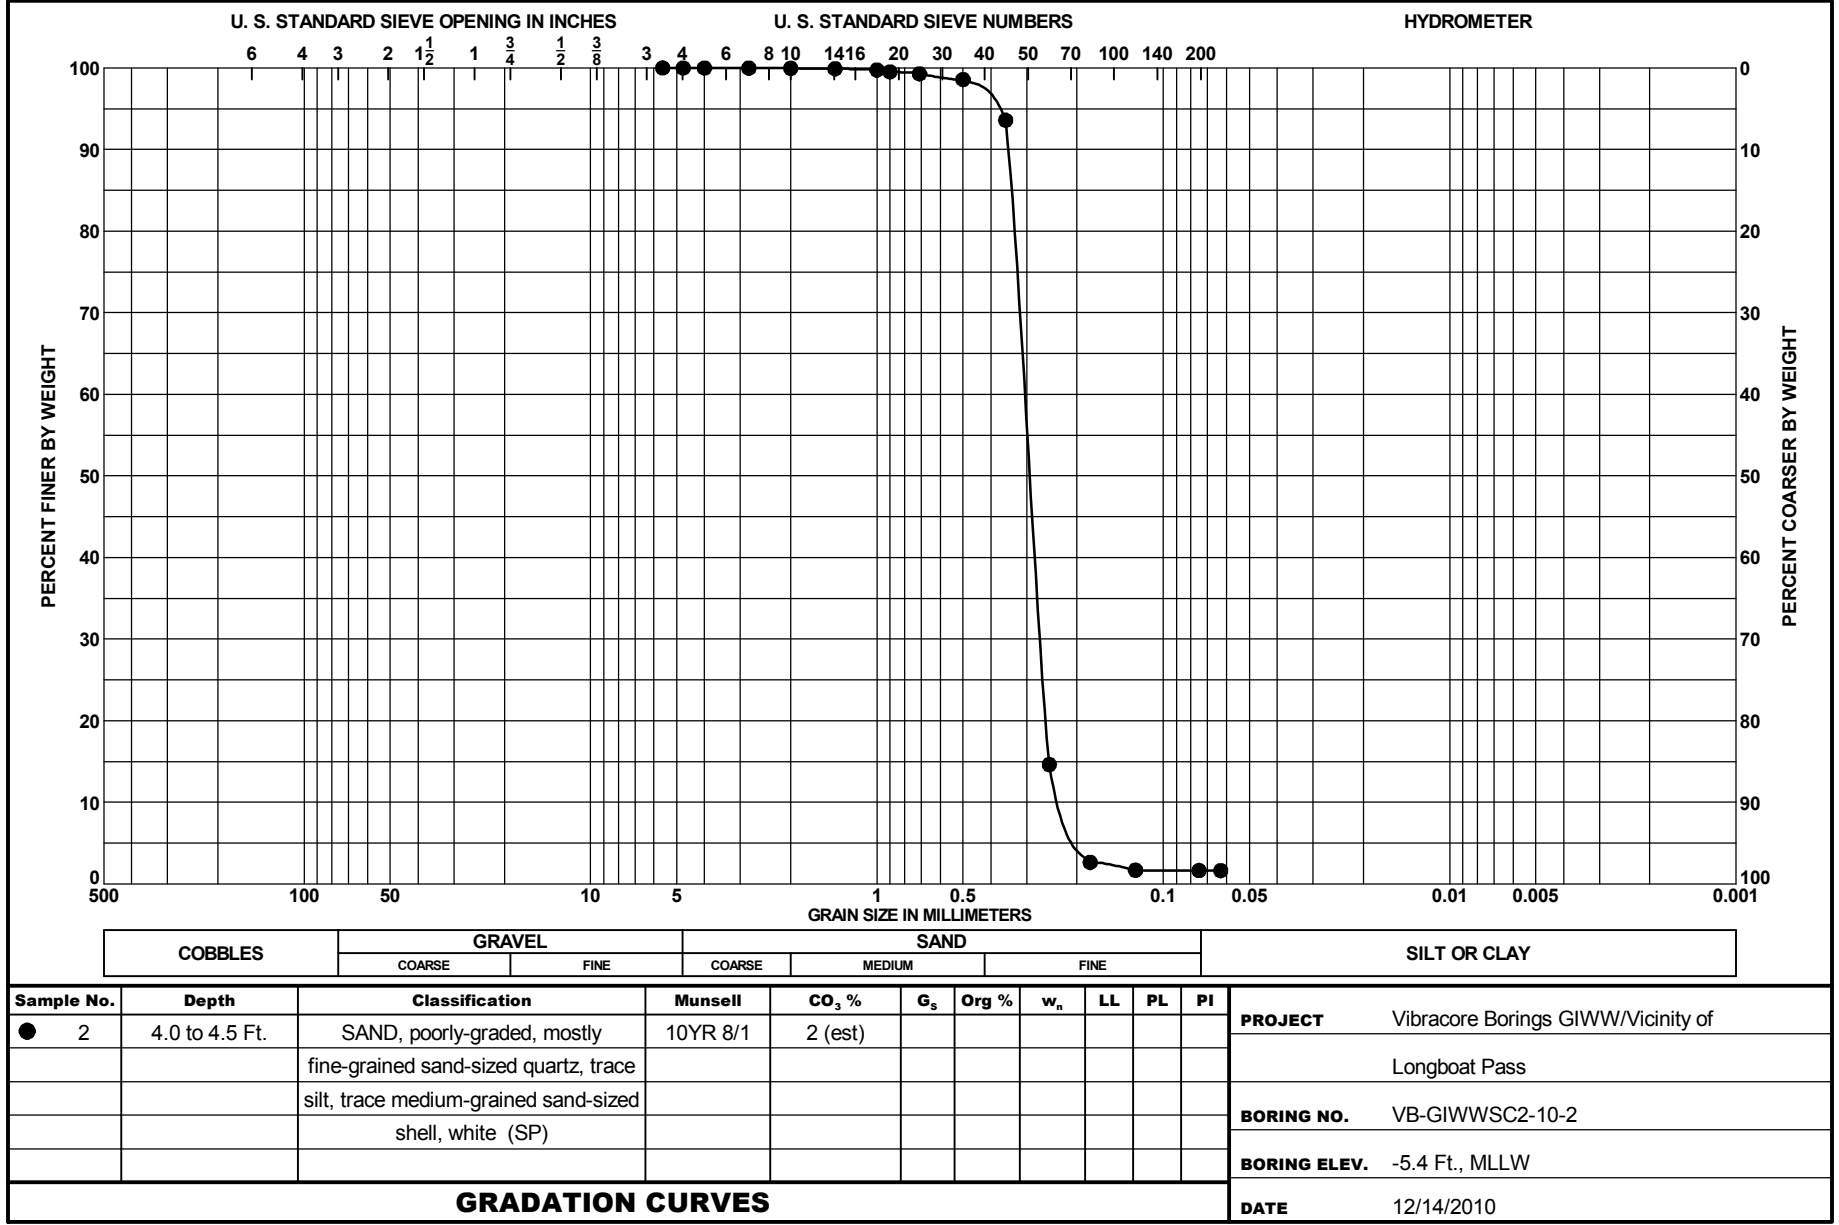 U. S. STANDARD SIEVE OPENING IN INCHES U. S. STANDARD SIEVE NUMBERS HYDROMETER
6 4 3 2 1 1/2 1 3/4 1/2 3/8 3 4 6 8 10 14 16 20 30 40 50 70 100 140 200
100 0
90 10
80 20
70 30
60 40
50 50
40 60
30 70
20 80
10 90
0 100
PERCENT FINER BY WEIGHT
PERCENT COARSER BY WEIGHT
500 100 50 10 5 1 0.5 0.1 0.05 0.01 0.005 0.001
GRAIN SIZE IN MILLIMETERS
COBBLES GRAVEL SAND SILT OR CLAY
COARSE FINE COARSE MEDIUM FINE
Sample No. Depth Classification Munsell CO₃ % Gₛ Org % wₙ LL PL PI
2 4.0 to 4.5 Ft. SAND, poorly-graded, mostly 10YR 8/1 2 (est)
fine-grained sand-sized quartz, trace
silt, trace medium-grained sand-sized
shell, white (SP)
GRADATION CURVES
PROJECT Vibracore Borings GIWW/Vicinity of
Longboat Pass
BORING NO. VB-GIWWSC2-10-2
BORING ELEV. -5.4 Ft., MLLW
DATE 12/14/2010